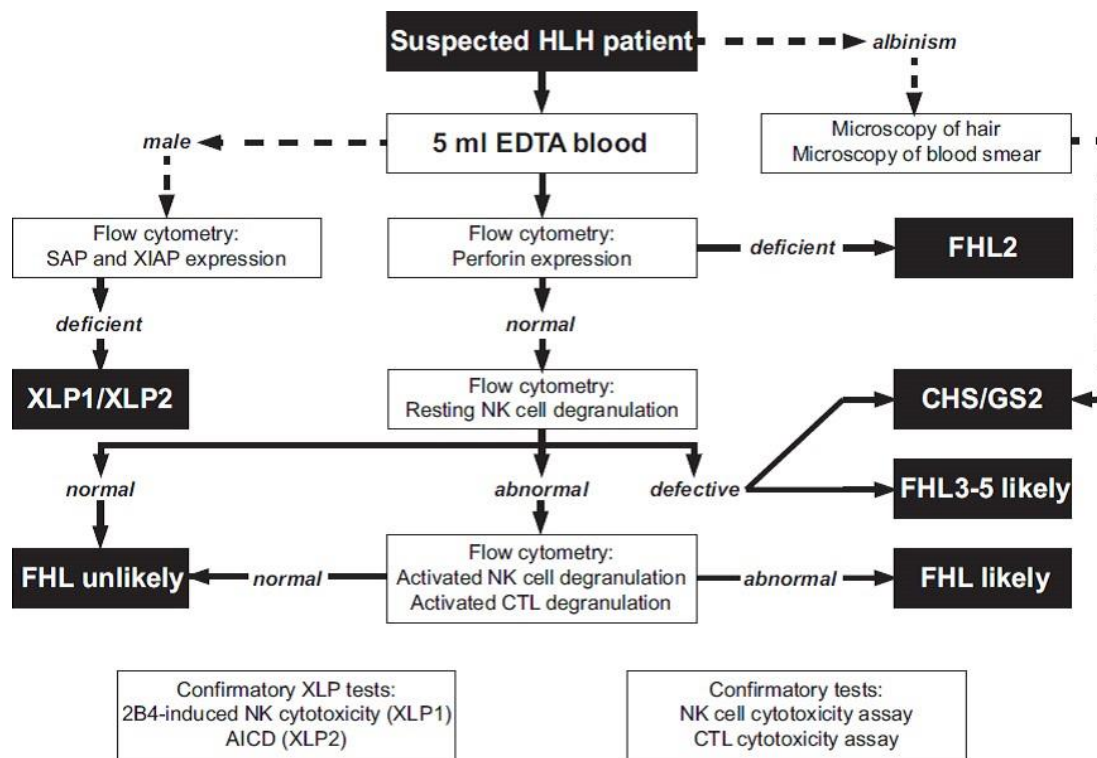 Suspected HLH patient
albinism
male
5 ml EDTA blood
Microscopy of hair
Microscopy of blood smear
Flow cytometry:
SAP and XIAP expression
Flow cytometry:
Perforin expression
deficient
FHL2
deficient
normal
XLP1/XLP2
Flow cytometry:
Resting NK cell degranulation
CHS/GS2
normal
abnormal
defective
FHL3-5 likely
FHL unlikely
normal
Flow cytometry:
Activated NK cell degranulation
Activated CTL degranulation
abnormal
FHL likely
Confirmatory XLP tests:
2B4-induced NK cytotoxicity (XLP1)
AICD (XLP2)
Confirmatory tests:
NK cell cytotoxicity assay
CTL cytotoxicity assay